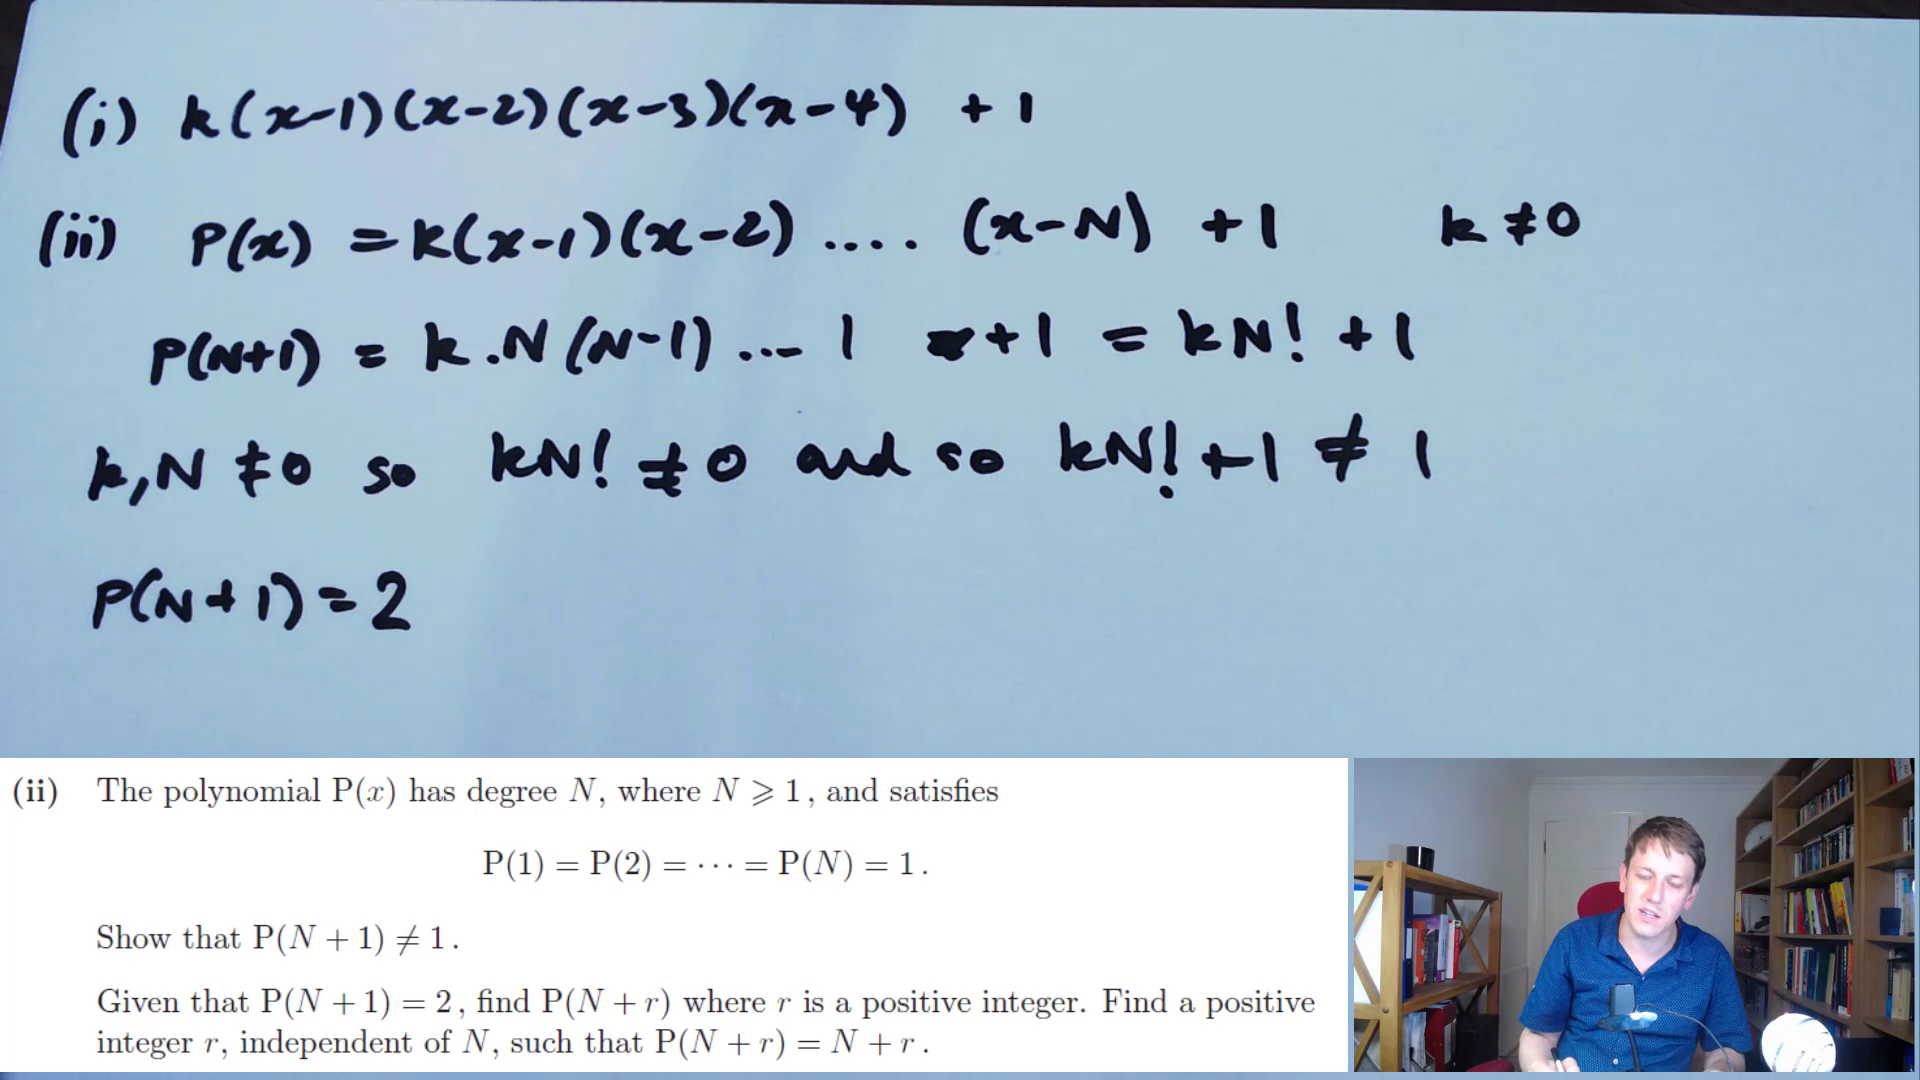 (i) k(x-1)(x-2)(x-3)(x-4) + 1
(ii) P(x) = k(x-1)(x-2) .... (x-N) + 1 k ≠ 0
P(N+1) = k.N(N-1) ... 1 + 1 = kN! + 1
k, N ≠ 0 so kN! ≠ 0 and so kN! + 1 ≠ 1
P(N+1) = 2
(ii) The polynomial P(x) has degree N, where N ⩾ 1, and satisfies
P(1) = P(2) = ⋯ = P(N) = 1.
Show that P(N + 1) ≠ 1.
Given that P(N + 1) = 2, find P(N + r) where r is a positive integer. Find a positive
integer r, independent of N, such that P(N + r) = N + r.